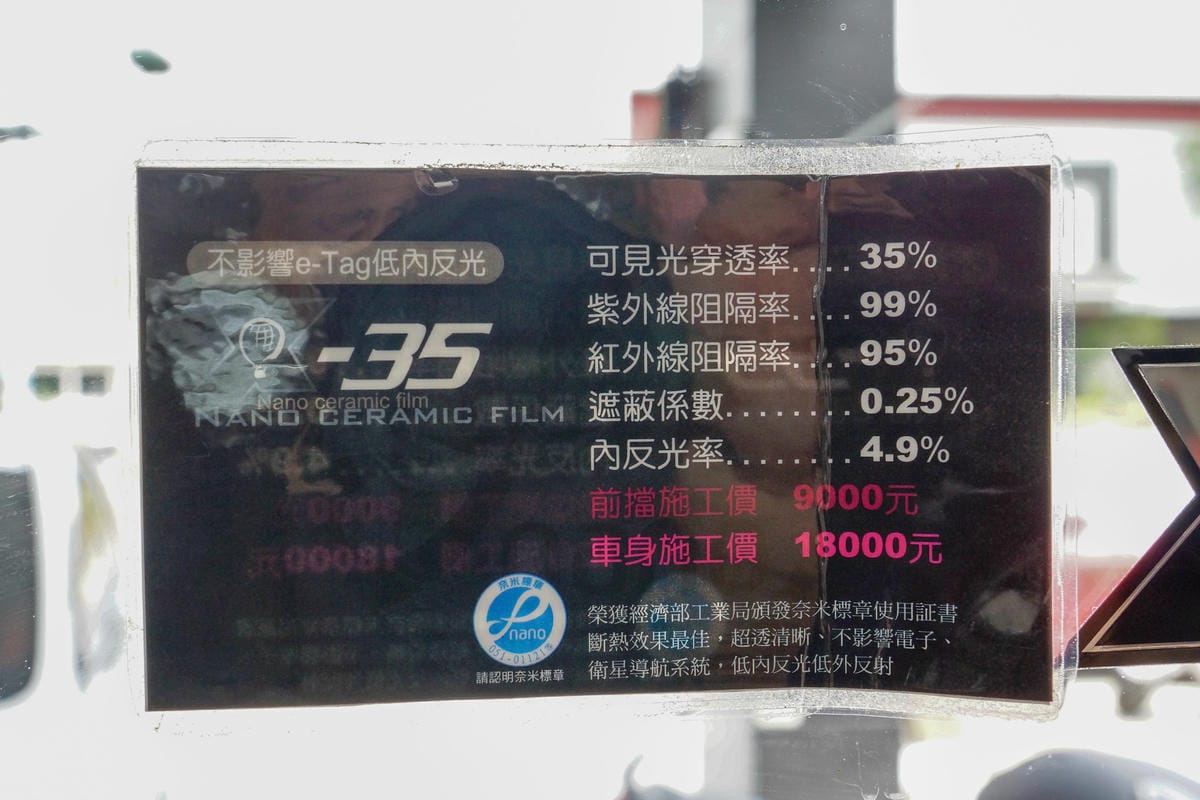 不影響e-Tag低內反光
-35
Nano ceramic film
NANO CERAMIC FILM
可見光穿透率....35%
紫外線阻隔率....99%
紅外線阻隔率....95%
遮蔽係數........0.25%
內反光率........4.9%
前擋施工價 9000元
車身施工價 18000元
奈米標章
nano
051-01121
請認明奈米標章
榮獲經濟部工業局頒發奈米標章使用証書
斷熱效果最佳，超透清晰、不影響電子、
衛星導航系統，低內反光低外反射